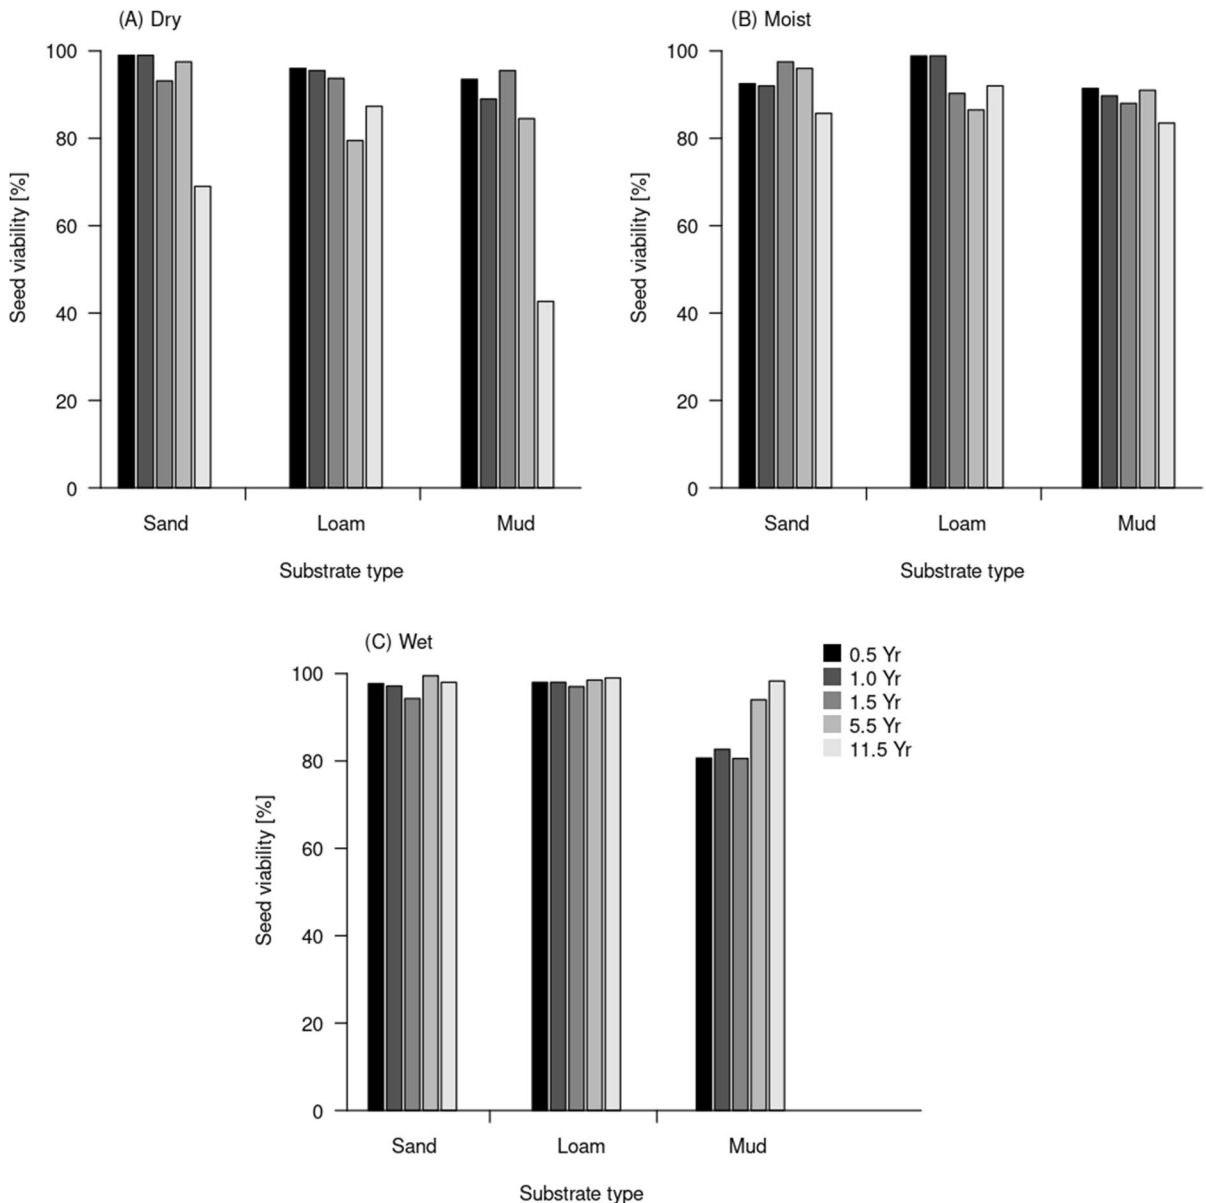 (A) Dry
Seed viability [%]
100
80
60
40
20
0
Sand Loam Mud
Substrate type
(B) Moist
Seed viability [%]
100
80
60
40
20
0
Sand Loam Mud
Substrate type
(C) Wet
Seed viability [%]
100
80
60
40
20
0
Sand Loam Mud
Substrate type
0.5 Yr
1.0 Yr
1.5 Yr
5.5 Yr
11.5 Yr